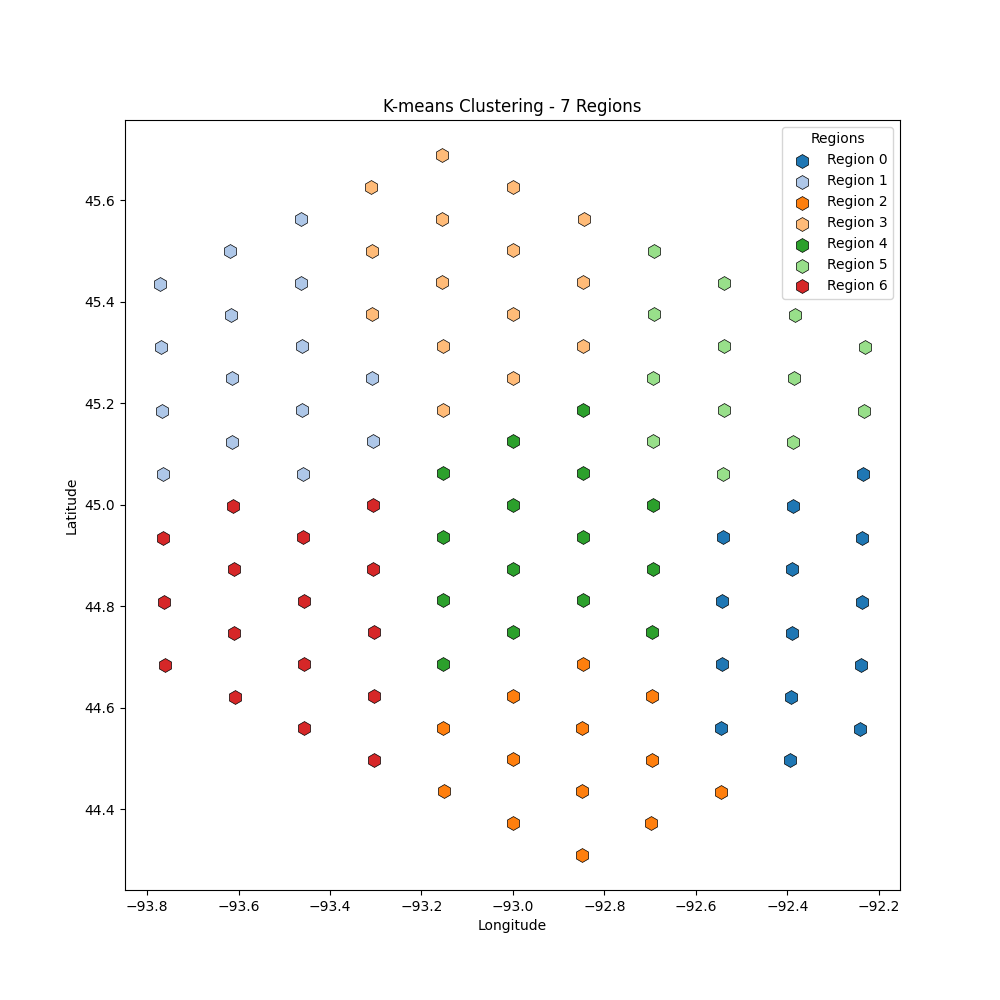 K-means Clustering - 7 Regions
Regions
Region 0
Region 1
Region 2
Region 3
Region 4
Region 5
Region 6
45.6
45.4
45.2
45.0
44.8
44.6
44.4
Latitude
−93.8 −93.6 −93.4 −93.2 −93.0 −92.8 −92.6 −92.4 −92.2
Longitude